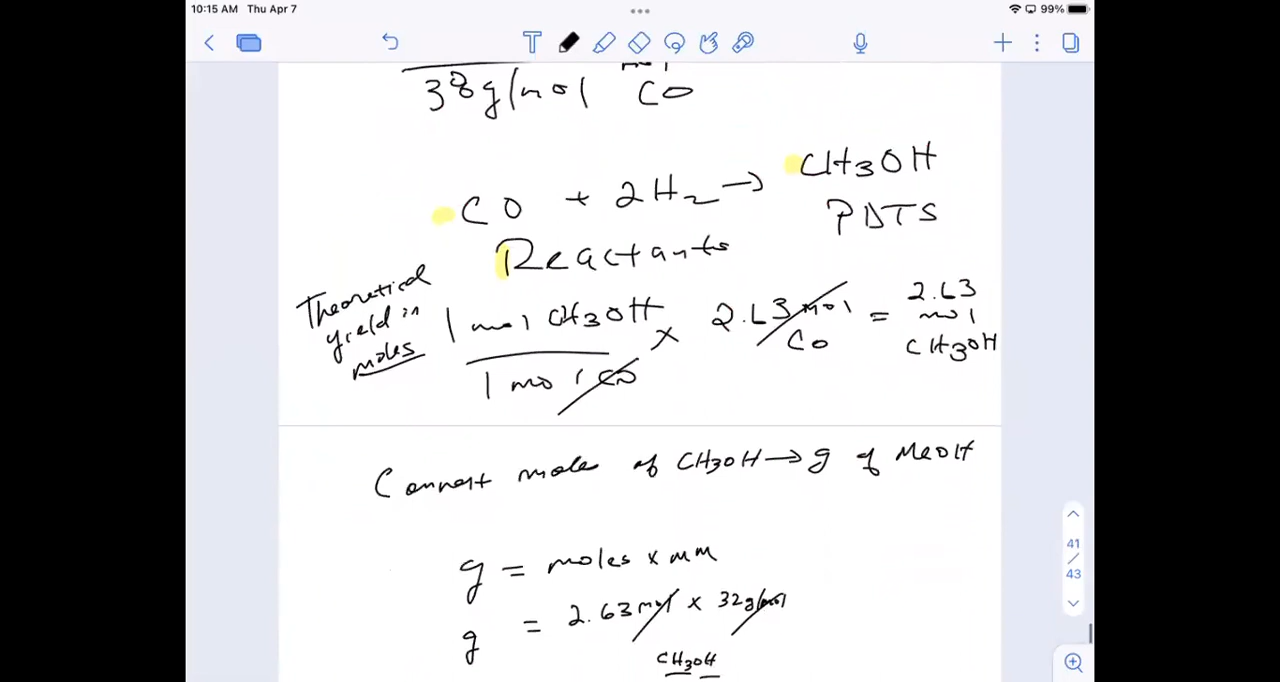 10:15 AM Thu Apr 7
99%
38g/mol CO
CO + 2H2 → CH3OH
Reactants PDTS
Theoretical yield in moles
1 mol CH3OH / 1 mol CO x 2.63 mol CO = 2.63 mol CH3OH
Convert mole of CH3OH → g of MeOH
g = moles x MM
g = 2.63 mol x 32g/mol
CH3OH
41
/
43